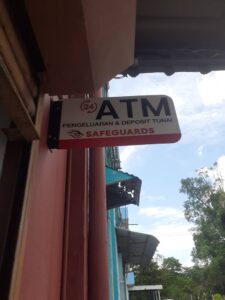 24 ATM
PENGELUARAN & DEPOSIT TUNAI
SAFEGUARDS